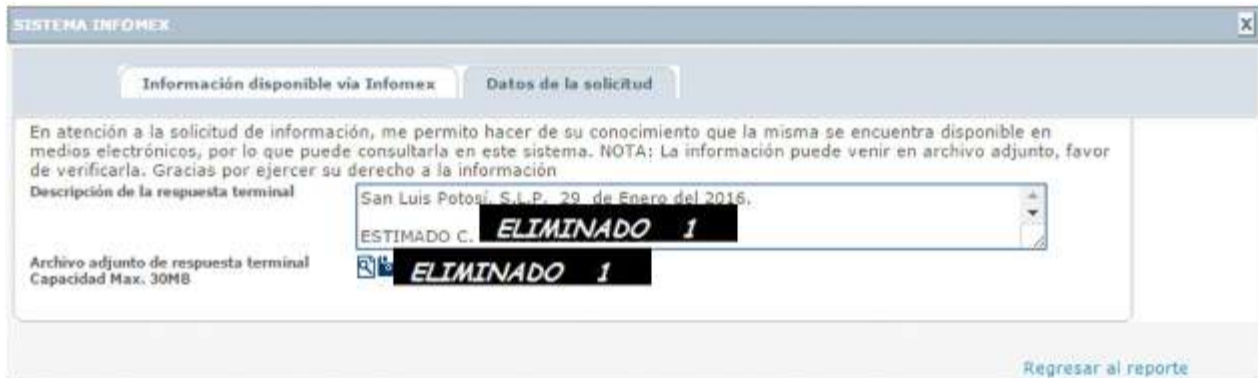 SISTEMA INFOMEX
X
Información disponible vía Infomex
Datos de la solicitud
En atención a la solicitud de información, me permito hacer de su conocimiento que la misma se encuentra disponible en
medios electrónicos, por lo que puede consultarla en este sistema. NOTA: La información puede venir en archivo adjunto, favor
de verificarla. Gracias por ejercer su derecho a la información
Descripción de la respuesta terminal
San Luis Potosí, S.L.P. 29 de Enero del 2016.
ESTIMADO C. ELIMINADO 1
Archivo adjunto de respuesta terminal
Capacidad Max. 30MB
ELIMINADO 1
Regresar al reporte